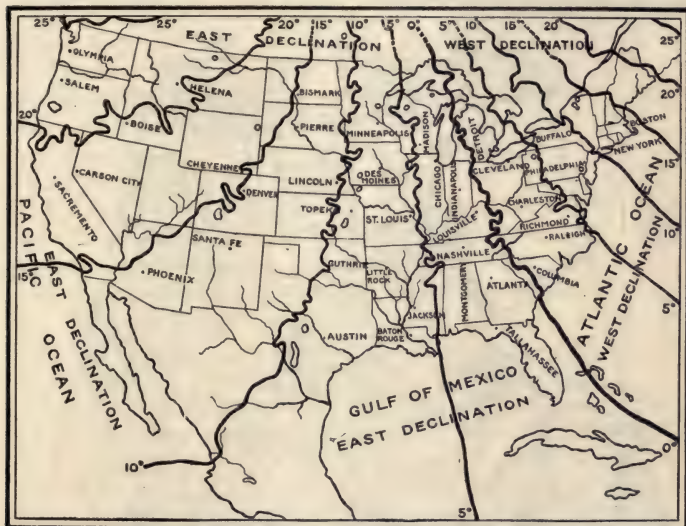 25° 20° 15° 10° 5° 0° 5° 10° 15° 20°
25° EAST DECLINATION WEST DECLINATION 25°
OLYMPIA
SALEM
HELENA
BISMARK
BOISE
PIERRE
MINNEAPOLIS
MADISON
DETROIT
BUFFALO
BOSTON
NEW YORK
20°
20°
15°
CARSON CITY
CHEYENNE
DENVER
LINCOLN
DES
MOINES
CHICAGO
INDIANAPOLIS
CLEVELAND
PHILADELPHIA
SACREMENTO
TOPEK
ST. LOUIS
LOUISVILLE
CHARLESTON
RICHMOND
RALEIGH
10°
SANTA FE
PHOENIX
GUTHRIE
LITTLE
ROCK
NASHVILLE
MONTGOMERY
ATLANTA
COLUMBIA
15°
5°
AUSTIN
BATON
ROUGE
JACKSON
TALLAHASSEE
PACIFIC
OCEAN
EAST DECLINATION
ATLANTIC OCEAN
WEST DECLINATION
GULF OF MEXICO
EAST DECLINATION
10°
5°
0°